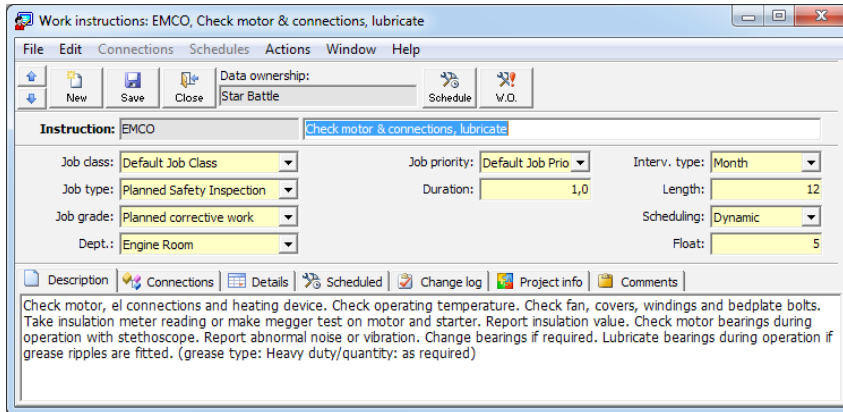 Work instructions: EMCO, Check motor & connections, lubricate
File Edit Connections Schedules Actions Window Help
Data ownership:
New Save Close Star Battle Schedule W.O.
Instruction: EMCO Check motor & connections, lubricate
Job class: Default Job Class Job priority: Default Job Prio Interv. type: Month
Job type: Planned Safety Inspection Duration: 1,0 Length: 12
Job grade: Planned corrective work Scheduling: Dynamic
Dept.: Engine Room Float: 5
Description Connections Details Scheduled Change log Project info Comments
Check motor, el connections and heating device. Check operating temperature. Check fan, covers, windings and bedplate bolts.
Take insulation meter reading or make megger test on motor and starter. Report insulation value. Check motor bearings during
operation with stethoscope. Report abnormal noise or vibration. Change bearings if required. Lubricate bearings during operation if
grease ripples are fitted. (grease type: Heavy duty/quantity: as required)